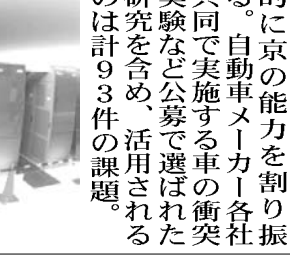 的に京の能力を割り振
る。自動車メーカー各社
共同で実施する車の衝突
実験など公募で選ばれた
研究を含め、活用される
のは計９３件の課題。